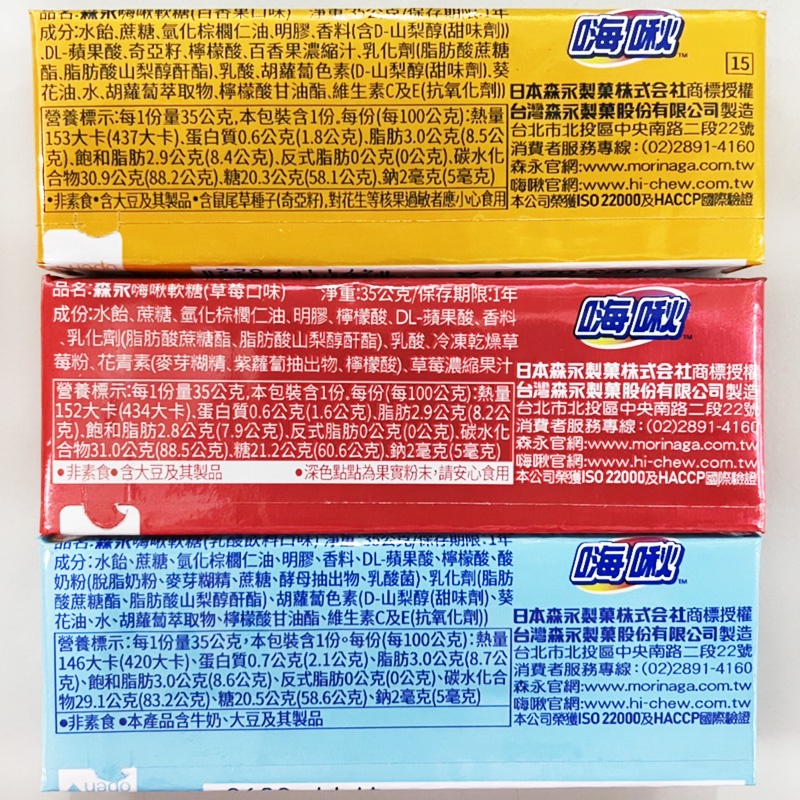 品名:森永嗨啾軟糖(百香果口味) 淨重:35公克/保存期限:1年
成分:水飴、蔗糖、氫化棕櫚仁油、明膠、香料(含D-山梨醇(甜味劑))
、DL-蘋果酸、奇亞籽、檸檬酸、百香果濃縮汁、乳化劑(脂肪酸蔗糖
酯、脂肪酸山梨醇酐酯)、乳酸、胡蘿蔔色素(D-山梨醇(甜味劑)、葵
花油、水、胡蘿蔔萃取物、檸檬酸甘油酯、維生素C及E(抗氧化劑))
營養標示:每1份量35公克,本包裝含1份。每份(每100公克):熱量
153大卡(437大卡)、蛋白質0.6公克(1.8公克)、脂肪3.0公克(8.5公
克)、飽和脂肪2.9公克(8.4公克)、反式脂肪0公克(0公克)、碳水化
合物30.9公克(88.2公克)、糖20.3公克(58.1公克)、鈉2毫克(5毫克)
•非素食•含大豆及其製品•含鼠尾草種子(奇亞籽),對花生等核果過敏者應小心食用
嗨啾™
15
日本森永製菓株式会社商標授權
台灣森永製菓股份有限公司製造
台北市北投區中央南路二段22號
消費者服務專線:(02)2891-4160
森永官網:www.morinaga.com.tw
嗨啾官網:www.hi-chew.com.tw
本公司榮獲ISO 22000及HACCP國際驗證
open
品名:森永嗨啾軟糖(草莓口味) 淨重:35公克/保存期限:1年
成份:水飴、蔗糖、氫化棕櫚仁油、明膠、檸檬酸、DL-蘋果酸、香料
、乳化劑(脂肪酸蔗糖酯、脂肪酸山梨醇酐酯)、乳酸、冷凍乾燥草
莓粉、花青素(麥芽糊精、紫蘿蔔抽出物、檸檬酸)、草莓濃縮果汁
營養標示:每1份量35公克,本包裝含1份。每份(每100公克):熱量
152大卡(434大卡)、蛋白質0.6公克(1.6公克)、脂肪2.9公克(8.2公
克)、飽和脂肪2.8公克(7.9公克)、反式脂肪0公克(0公克)、碳水化
合物31.0公克(88.5公克)、糖21.2公克(60.6公克)、鈉2毫克(5毫克)
•非素食•含大豆及其製品 •深色點點為果實粉末,請安心食用
嗨啾™
日本森永製菓株式会社商標授權
台灣森永製菓股份有限公司製造
台北市北投區中央南路二段22號
消費者服務專線:(02)2891-4160
森永官網:www.morinaga.com.tw
嗨啾官網:www.hi-chew.com.tw
本公司榮獲ISO 22000及HACCP國際驗證
品名:森永嗨啾軟糖(乳酸飲料口味) 淨重:35公克/保存期限:1年
成分:水飴、蔗糖、氫化棕櫚仁油、明膠、香料、DL-蘋果酸、檸檬酸、酸
奶粉(脫脂奶粉、麥芽糊精、蔗糖、酵母抽出物、乳酸菌)、乳化劑(脂肪
酸蔗糖酯、脂肪酸山梨醇酐酯)、胡蘿蔔色素(D-山梨醇(甜味劑)、葵
花油、水、胡蘿蔔萃取物、檸檬酸甘油酯、維生素C及E(抗氧化劑))
營養標示:每1份量35公克,本包裝含1份。每份(每100公克):熱量
146大卡(420大卡)、蛋白質0.7公克(2.1公克)、脂肪3.0公克(8.7公
克)、飽和脂肪3.0公克(8.6公克)、反式脂肪0公克(0公克)、碳水化合
物29.1公克(83.2公克)、糖20.5公克(58.6公克)、鈉2毫克(5毫克)
•非素食 •本產品含牛奶、大豆及其製品
嗨啾™
日本森永製菓株式会社商標授權
台灣森永製菓股份有限公司製造
台北市北投區中央南路二段22號
消費者服務專線:(02)2891-4160
森永官網:www.morinaga.com.tw
嗨啾官網:www.hi-chew.com.tw
本公司榮獲ISO 22000及HACCP國際驗證
open